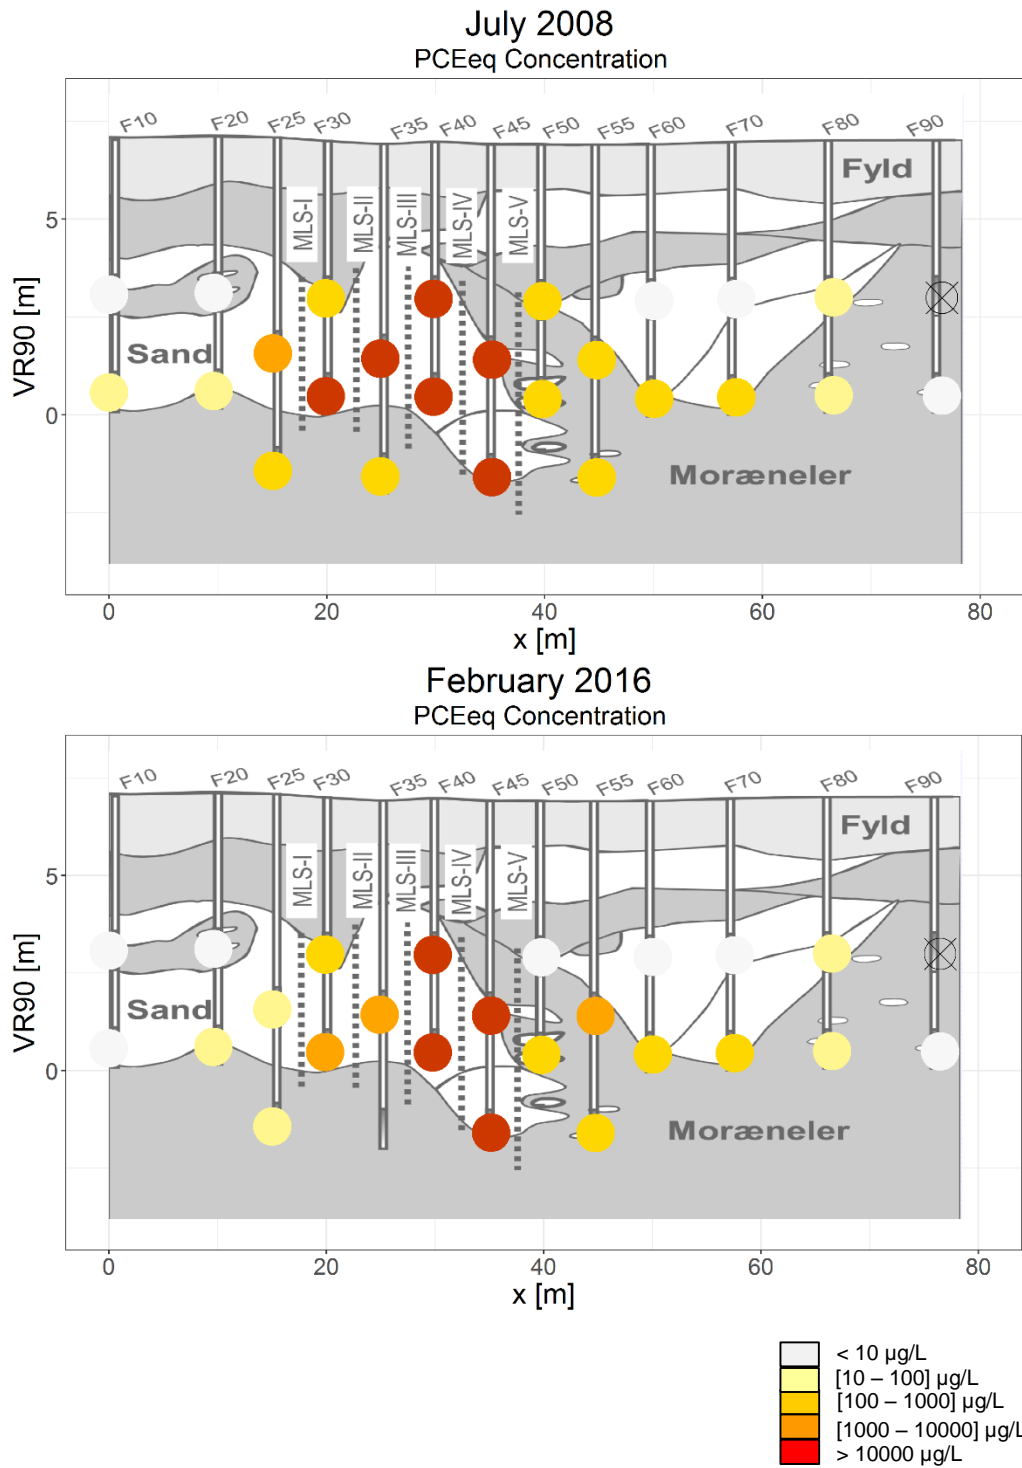 July 2008
PCEeq Concentration
F10 F20 F25 F30 F35 F40 F45 F50 F55 F60 F70 F80 F90
Fyld
MLS-I MLS-II MLS-III MLS-IV MLS-V
5
Sand
0
Moræneler
VR90 [m]
0 20 40 60 80
x [m]
February 2016
PCEeq Concentration
F10 F20 F25 F30 F35 F40 F45 F50 F55 F60 F70 F80 F90
Fyld
MLS-I MLS-II MLS-III MLS-IV MLS-V
5
Sand
0
Moræneler
VR90 [m]
0 20 40 60 80
x [m]
< 10 µg/L
[10 – 100] µg/L
[100 – 1000] µg/L
[1000 – 10000] µg/L
> 10000 µg/L